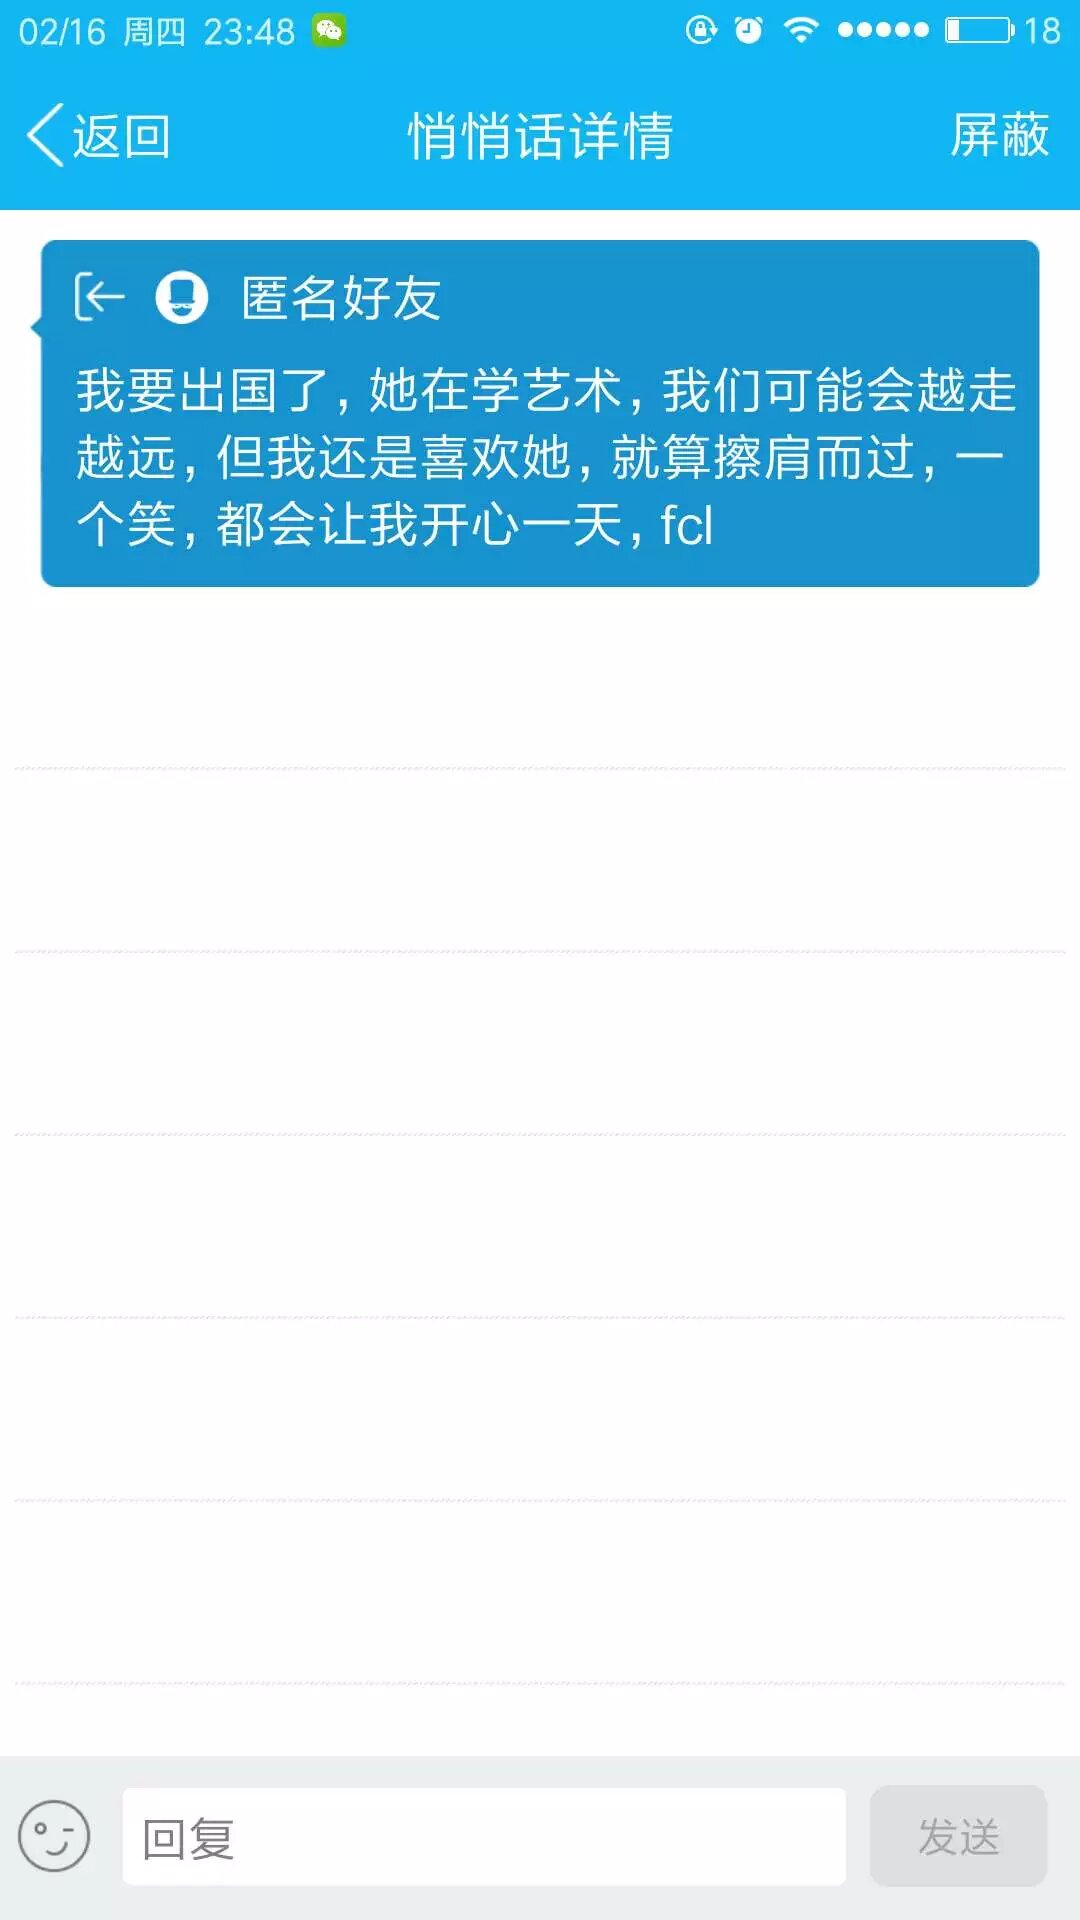 02/16 周四 23:48 18
返回 悄悄话详情 屏蔽
匿名好友
我要出国了，她在学艺术，我们可能会越走
越远，但我还是喜欢她，就算擦肩而过，一
个笑，都会让我开心一天，fcl
回复 发送